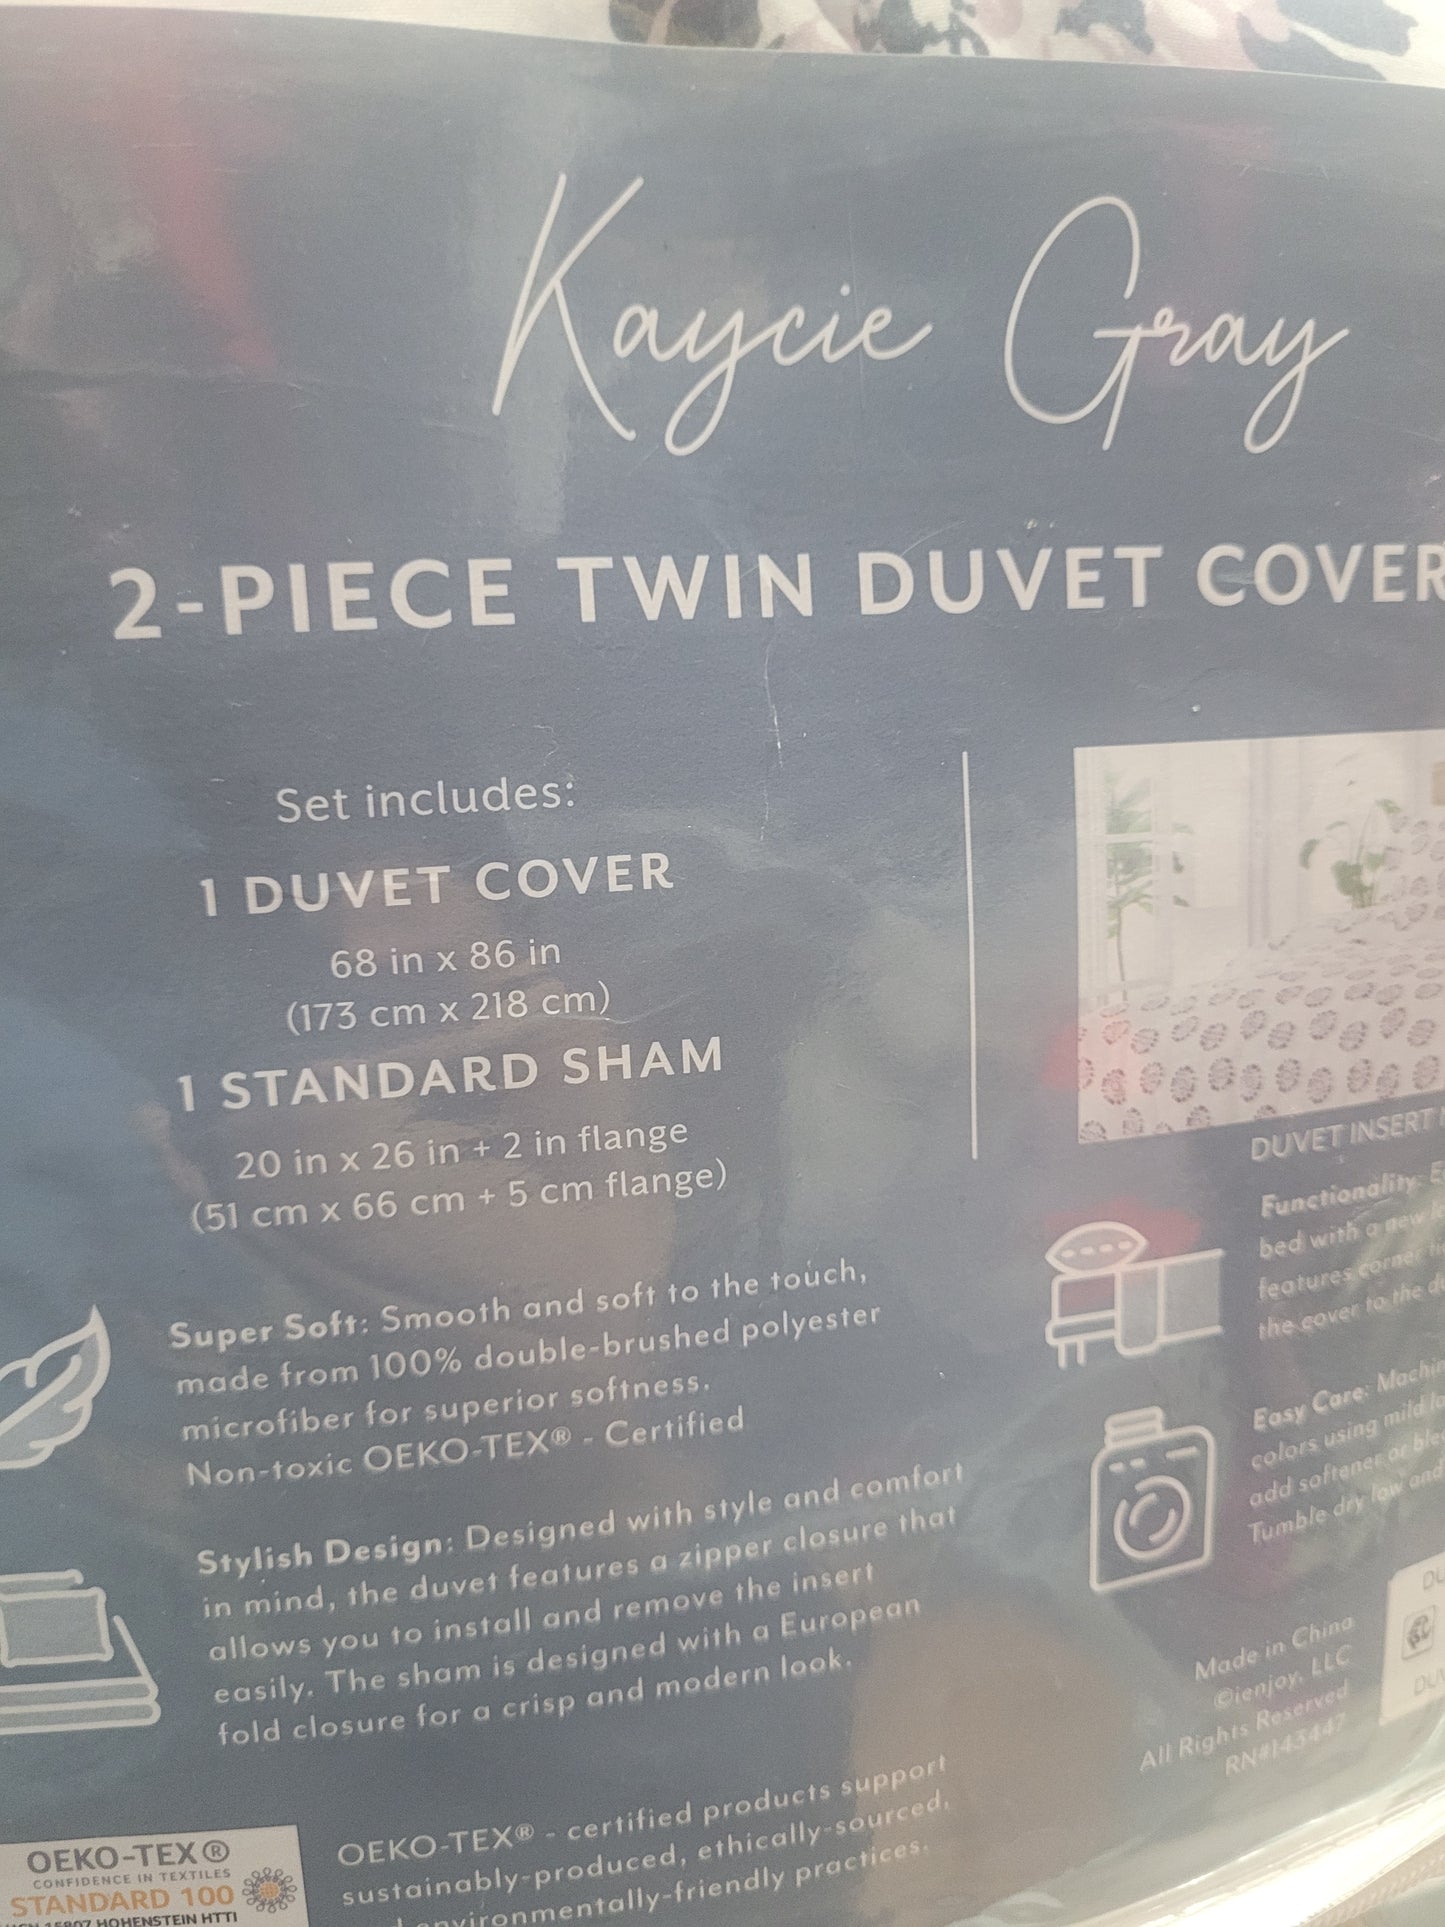 Kaycie Gray
2-PIECE TWIN DUVET COVER
Set includes:
1 DUVET COVER
68 in x 86 in
(173 cm x 218 cm)
1 STANDARD SHAM
20 in x 26 in + 2 in flange
(51 cm x 66 cm + 5 cm flange)
Super Soft: Smooth and soft to the touch,
made from 100% double-brushed polyester
microfiber for superior softness.
Non-toxic OEKO-TEX® - Certified
Stylish Design: Designed with style and comfort
in mind, the duvet features a zipper closure that
allows you to install and remove the insert
easily. The sham is designed with a European
fold closure for a crisp and modern look.
DUVET INSERT
Functionality:
bed with a new
features corner
the cover to the
Easy Care:
colors using mild
add softener or
Tumble dry low and
Made in China
©ienjoy, LLC
All Rights Reserved
RN#143447
OEKO-TEX®
CONFIDENCE IN TEXTILES
STANDARD 100
15807 HOHENSTEIN HTTI
OEKO-TEX® - certified products support
sustainably-produced, ethically-sourced,
environmentally-friendly practices.